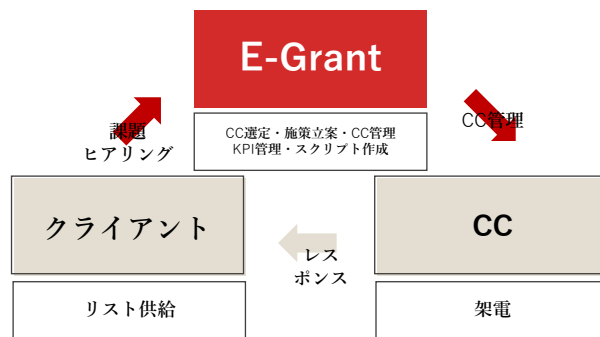 E-Grant
CC選定・施策立案・CC管理
KPI管理・スクリプト作成
課題
ヒアリング
CC管理
クライアント
リスト供給
CC
架電
レス
ポンス